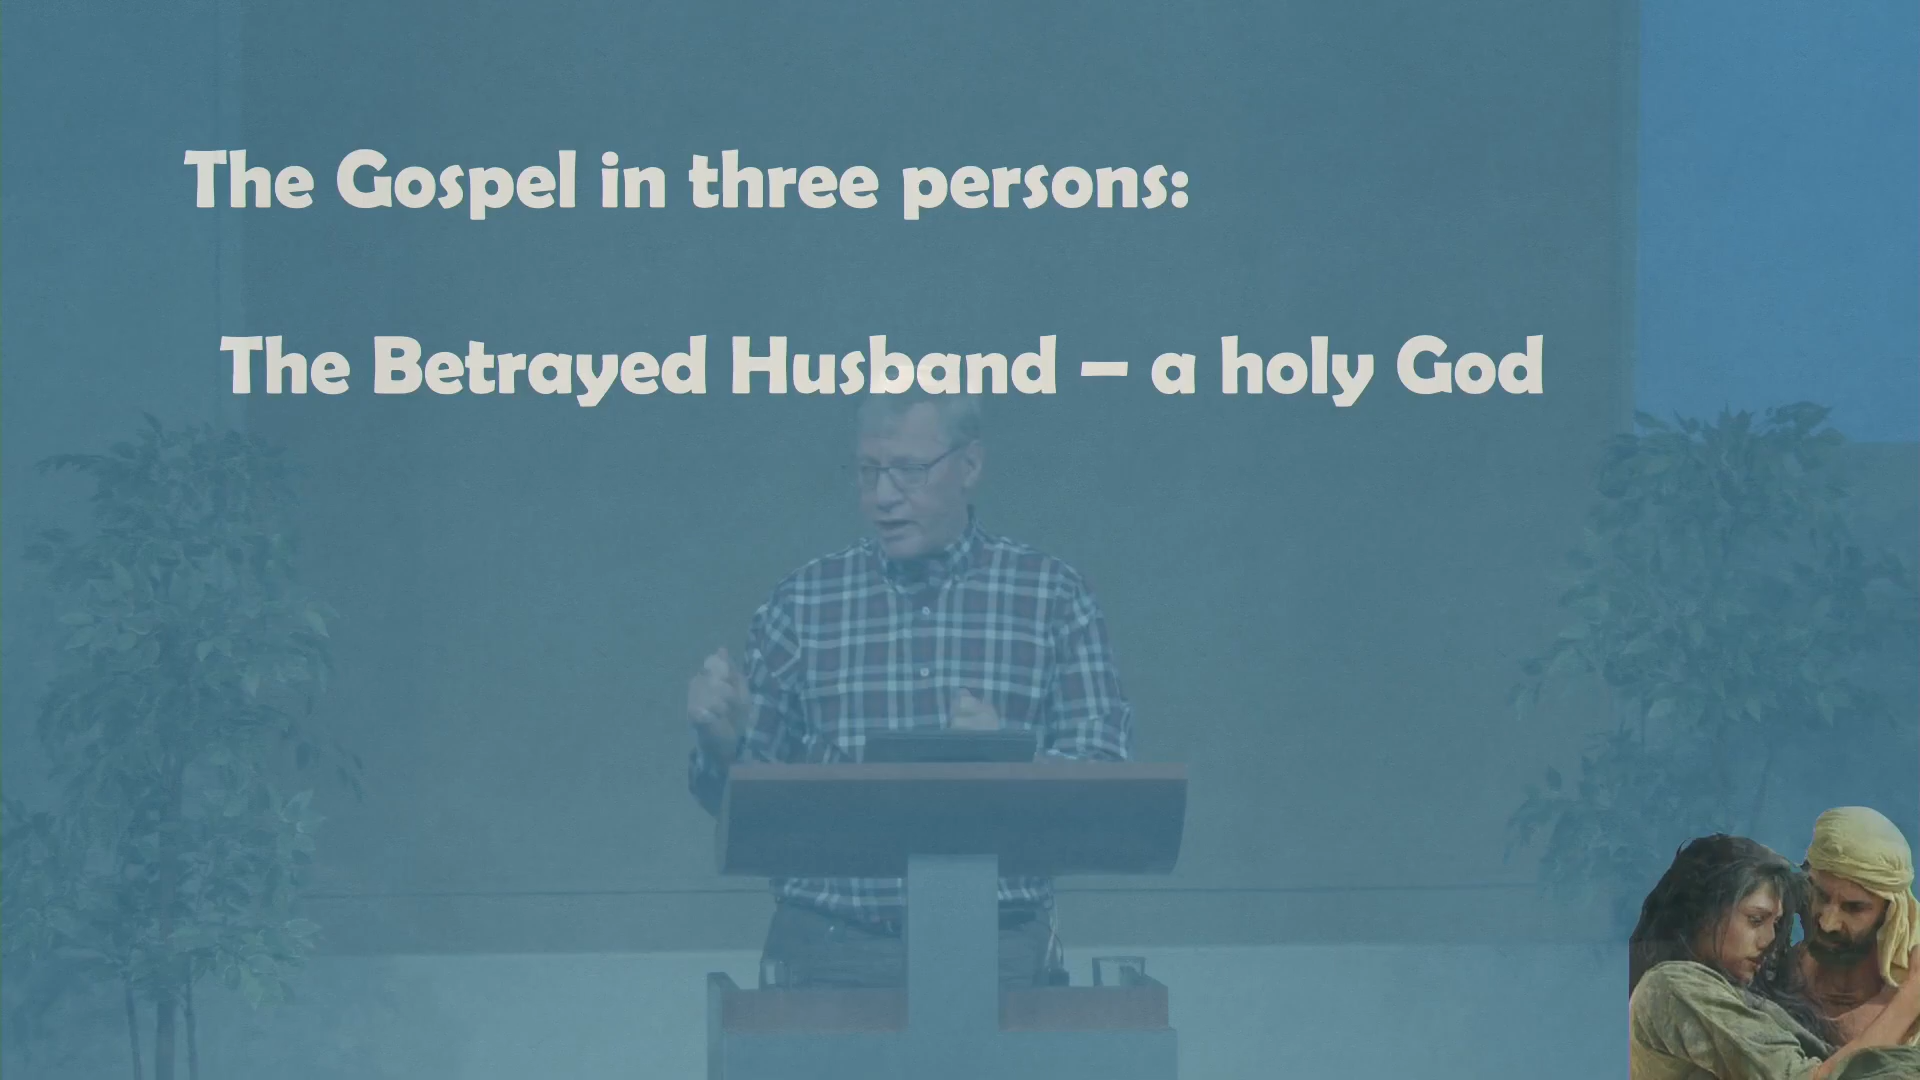 The Gospel in three persons:
The Betrayed Husband – a holy God